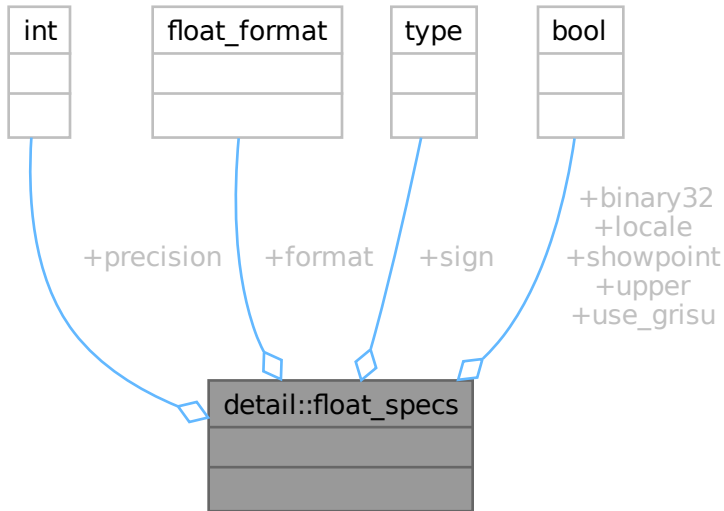 int
float_format
type
bool
+precision
+format
+sign
+binary32
+locale
+showpoint
+upper
+use_grisu
detail::float_specs